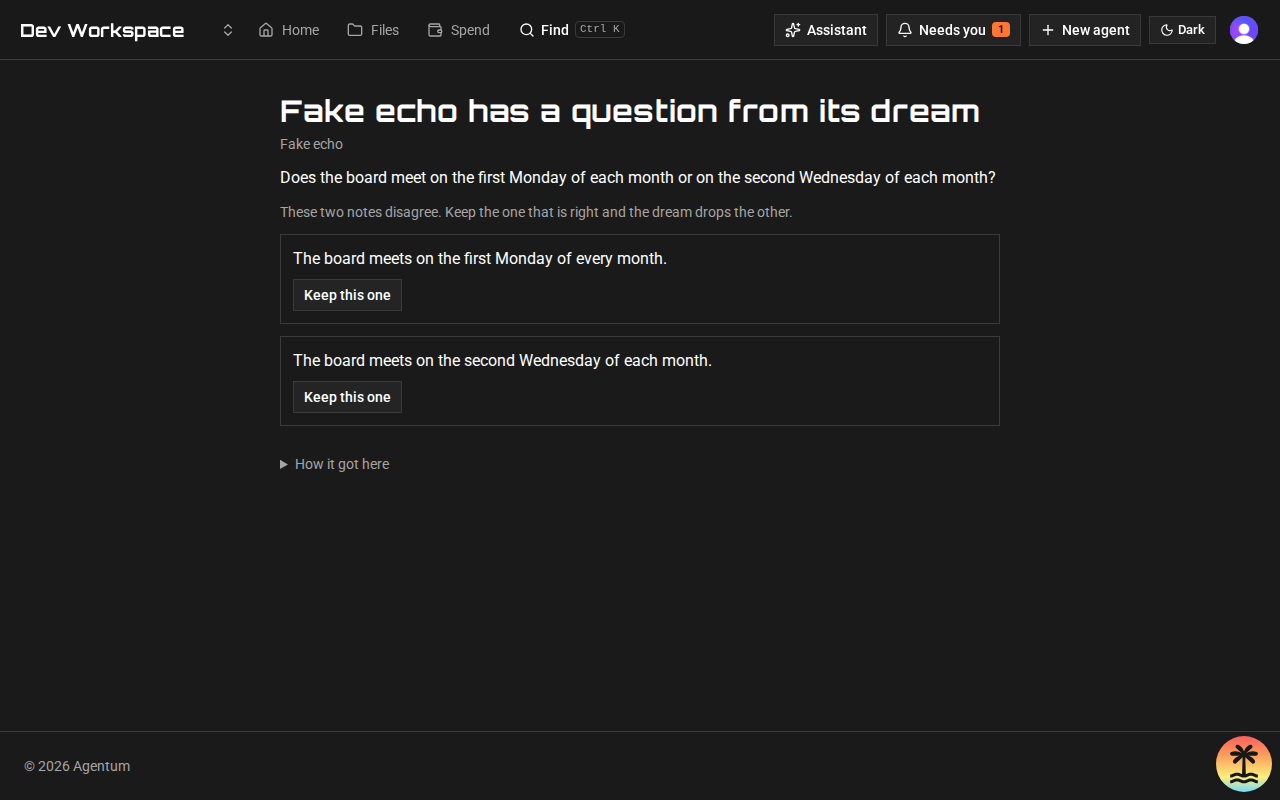 Dev Workspace
Home
Files
Spend
Find Ctrl K
Assistant
Needs you 1
New agent
Dark
Fake echo has a question from its dream
Fake echo
Does the board meet on the first Monday of each month or on the second Wednesday of each month?
These two notes disagree. Keep the one that is right and the dream drops the other.
The board meets on the first Monday of every month.
Keep this one
The board meets on the second Wednesday of each month.
Keep this one
How it got here
© 2026 Agentum